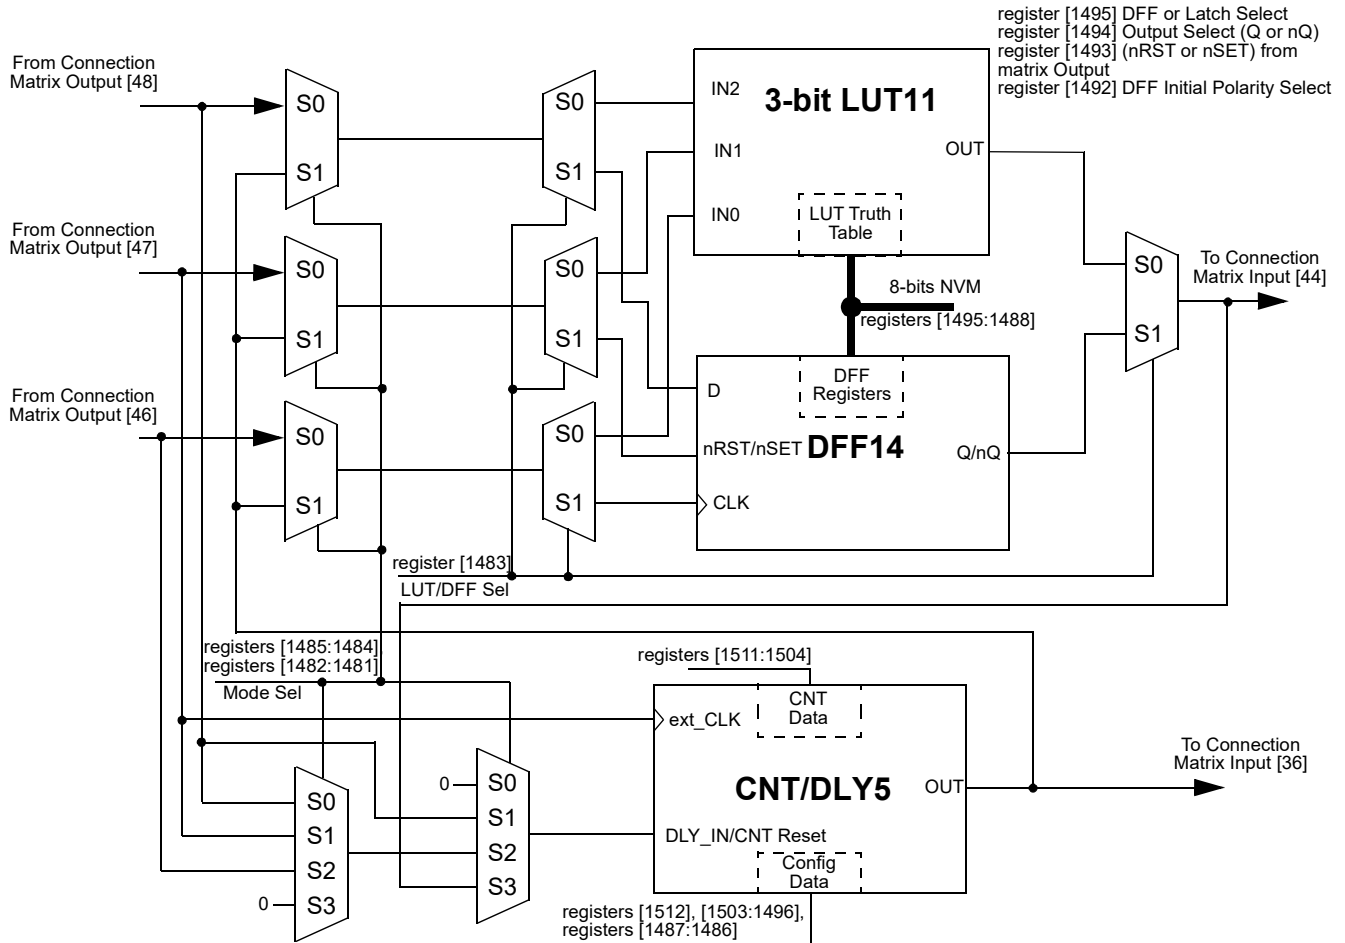 register [1495] DFF or Latch Select
register [1494] Output Select (Q or nQ)
register [1493] (nRST or nSET) from
matrix Output
register [1492] DFF Initial Polarity Select
From Connection
Matrix Output [48]
S0
S1
S0
S1
IN2
IN1
IN0
3-bit LUT11
OUT
LUT Truth
Table
From Connection
Matrix Output [47]
S0
S1
S0
S1
8-bits NVM
registers [1495:1488]
S0
S1
To Connection
Matrix Input [44]
From Connection
Matrix Output [46]
S0
S1
S0
S1
D
nRST/nSET
CLK
DFF
Registers
DFF14
Q/nQ
register [1483]
LUT/DFF Sel
registers [1485:1484],
registers [1482:1481]
Mode Sel
registers [1511:1504]
ext_CLK
CNT
Data
CNT/DLY5
OUT
DLY_IN/CNT Reset
Config
Data
To Connection
Matrix Input [36]
0
S0
S1
S2
S3
S0
S1
S2
0
S3
registers [1512], [1503:1496],
registers [1487:1486]